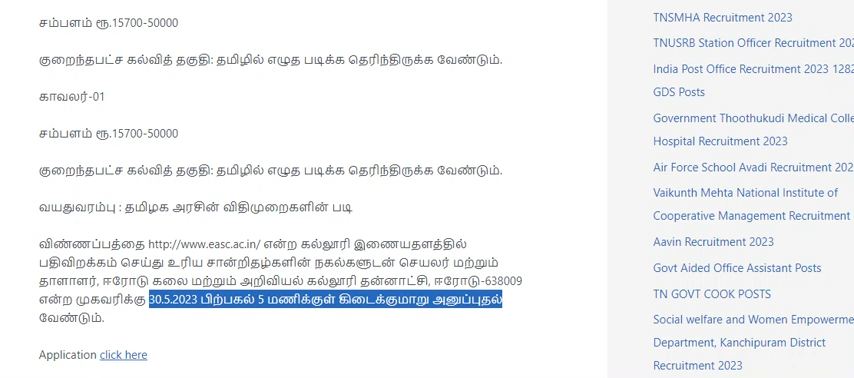 சம்பளம் ரூ.15700-50000
குறைந்தபட்ச கல்வித் தகுதி: தமிழில் எழுத படிக்க தெரிந்திருக்க வேண்டும்.
காவலர்-01
சம்பளம் ரூ.15700-50000
குறைந்தபட்ச கல்வித் தகுதி: தமிழில் எழுத படிக்க தெரிந்திருக்க வேண்டும்.
வயதுவரம்பு : தமிழக அரசின் விதிமுறைகளின் படி
விண்ணப்பத்தை http://www.easc.ac.in/ என்ற கல்லூரி இணையதளத்தில்
பதிவிறக்கம் செய்து உரிய சான்றிதழ்களின் நகல்களுடன் செயலர் மற்றும்
தாளாளர், ஈரோடு கலை மற்றும் அறிவியல் கல்லூரி தன்னாட்சி, ஈரோடு-638009
என்ற முகவரிக்கு 30.5.2023 பிற்பகல் 5 மணிக்குள் கிடைக்குமாறு அனுப்புதல்
வேண்டும்.
Application click here
TNSMHA Recruitment 2023
TNUSRB Station Officer Recruitment 202
India Post Office Recruitment 2023 1282
GDS Posts
Government Thoothukudi Medical Colle
Hospital Recruitment 2023
Air Force School Avadi Recruitment 202
Vaikunth Mehta National Institute of
Cooperative Management Recruitment
Aavin Recruitment 2023
Govt Aided Office Assistant Posts
TN GOVT COOK POSTS
Social welfare and Women Empowerme
Department, Kanchipuram District
Recruitment 2023